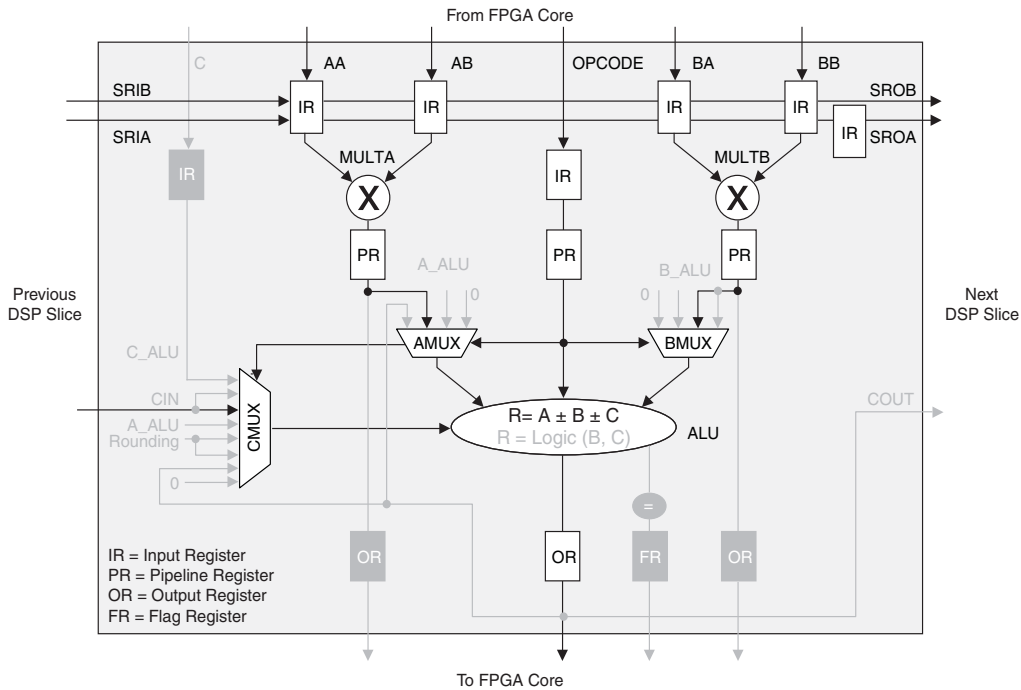 From FPGA Core
C
AA
AB
OPCODE
BA
BB
SRIB
SROB
IR
IR
IR
IR
SRIA
IR
SROA
IR
MULTA
IR
MULTB
X
X
PR
PR
PR
A_ALU
B_ALU
0
0
Previous
DSP Slice
Next
DSP Slice
AMUX
BMUX
C_ALU
CIN
A_ALU
Rounding
0
CMUX
R= A ± B ± C
R = Logic (B, C)
ALU
COUT
=
OR
OR
FR
OR
IR = Input Register
PR = Pipeline Register
OR = Output Register
FR = Flag Register
To FPGA Core